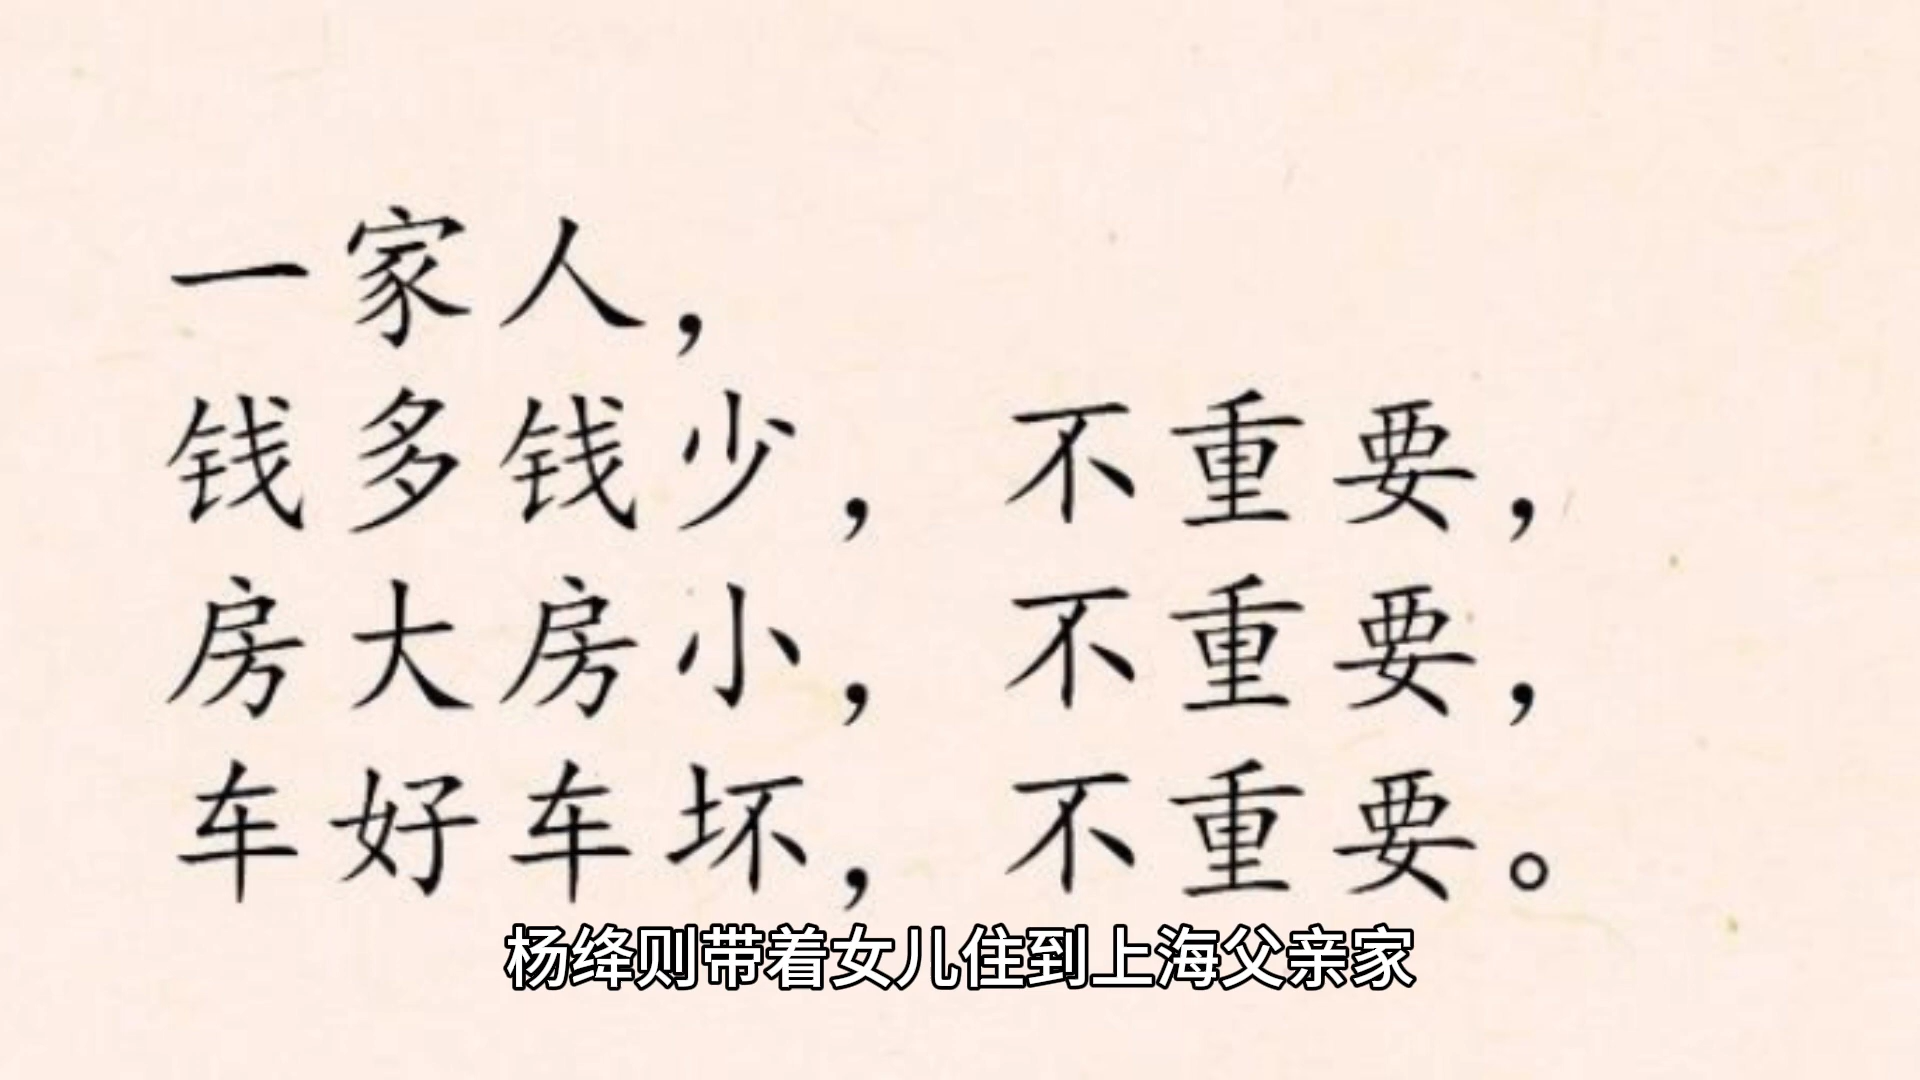 一家人，
钱多钱少，不重要，
房大房小，不重要，
车好车坏，不重要。
杨绛则带着女儿住到上海父亲家